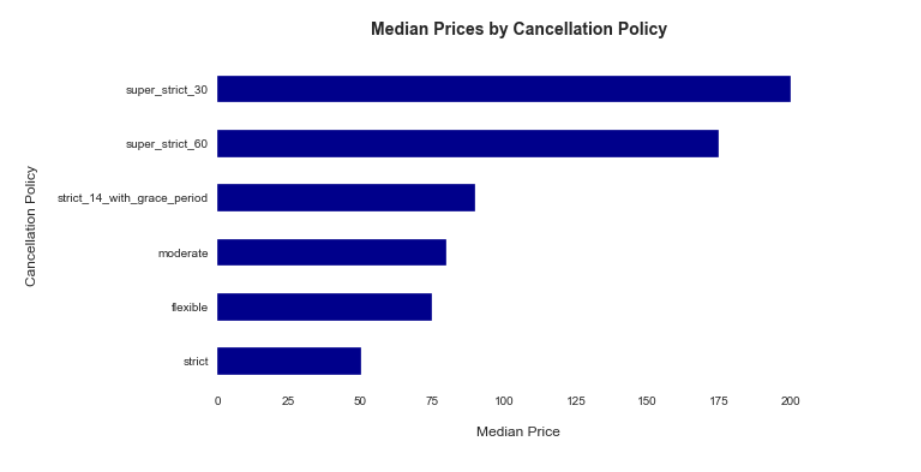 Median Prices by Cancellation Policy
super_strict_30
super_strict_60
strict_14_with_grace_period
moderate
flexible
strict
Cancellation Policy
0 25 50 75 100 125 150 175 200
Median Price